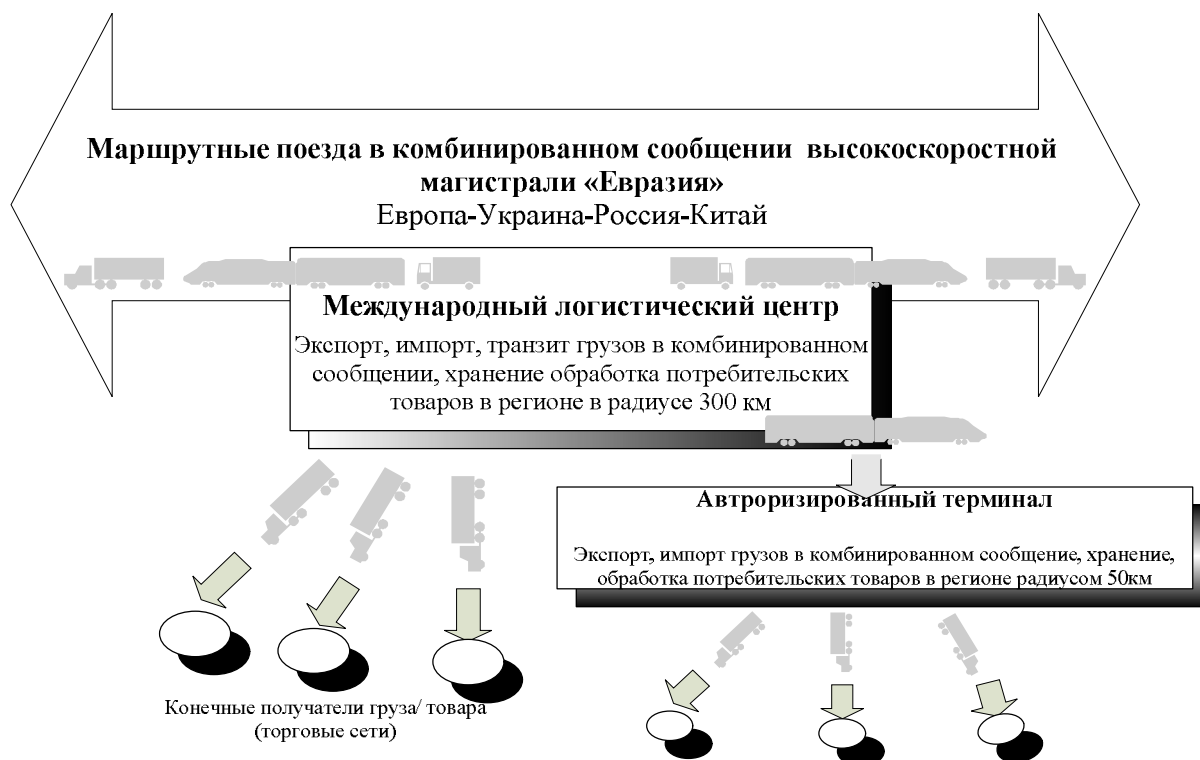 Маршрутные поезда в комбинированном сообщении высокоскоростной
магистрали «Евразия»
Европа-Украина-Россия-Китай
Международный логистический центр
Экспорт, импорт, транзит грузов в комбинированном
сообщении, хранение обработка потребительских
товаров в регионе в радиусе 300 км
Автроризированный терминал
Экспорт, импорт грузов в комбинированном сообщение, хранение,
обработка потребительских товаров в регионе радиусом 50км
Конечные получатели груза/ товара
(торговые сети)